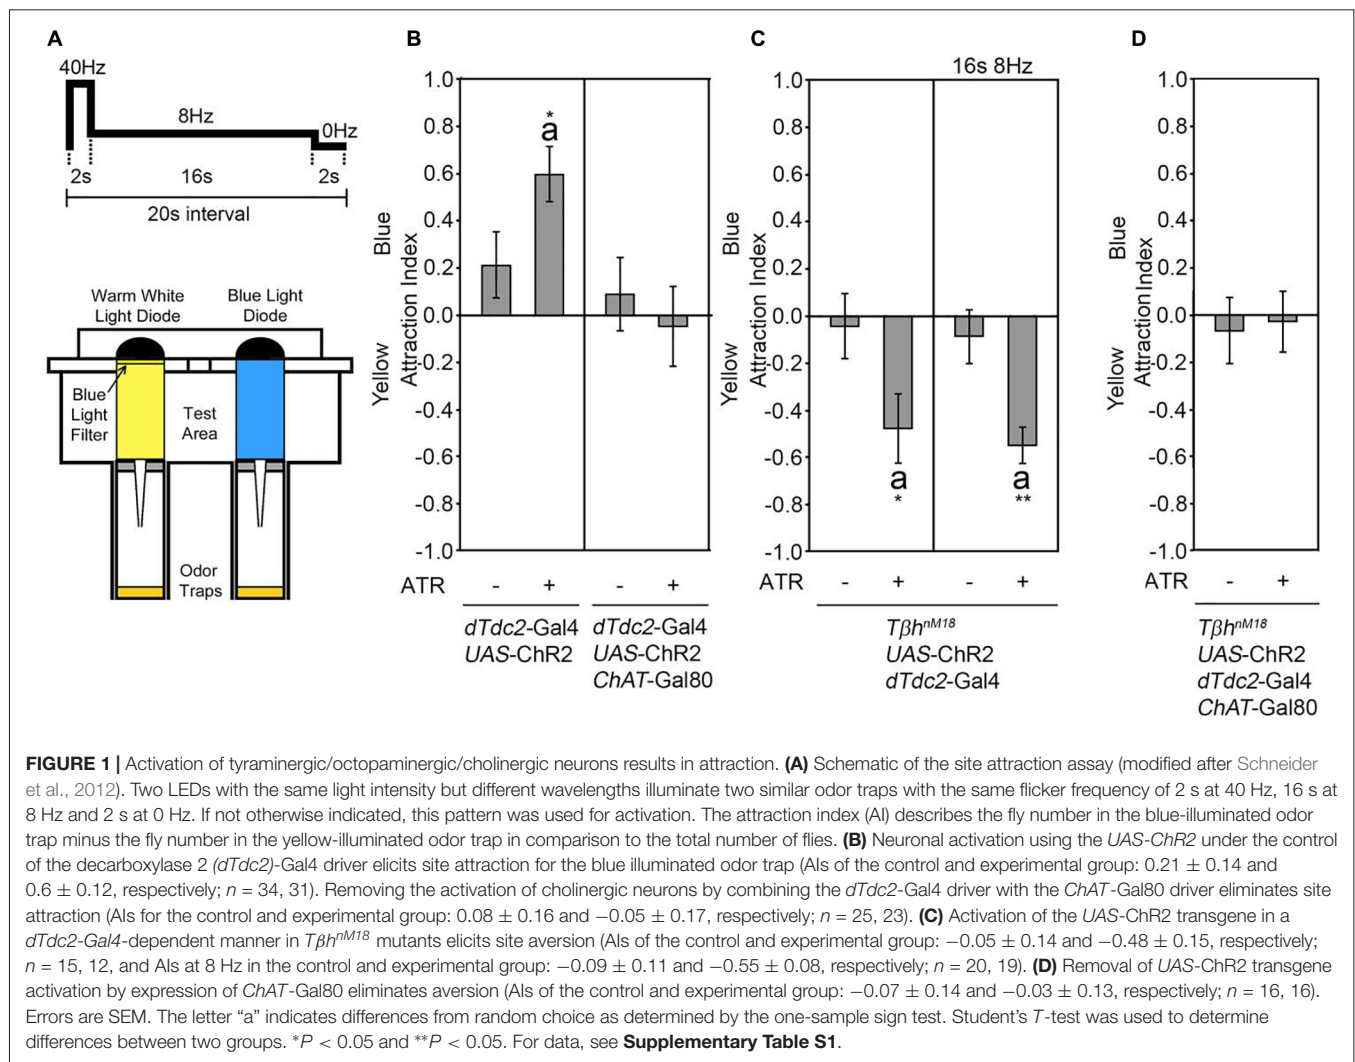 A
40Hz
8Hz
0Hz
2s
16s
2s
20s interval
Warm White
Light Diode
Blue Light
Diode
Blue
Light
Filter
Test
Area
Odor
Traps
B
Yellow Blue
Attraction Index
1.0
0.8
0.6
0.4
0.2
0.0
-0.2
-0.4
-0.6
-0.8
-1.0
*
a
ATR - + - +
dTdc2-Gal4
UAS-ChR2
dTdc2-Gal4
UAS-ChR2
ChAT-Gal80
C
16s 8Hz
Yellow Blue
Attraction Index
1.0
0.8
0.6
0.4
0.2
0.0
-0.2
-0.4
-0.6
-0.8
-1.0
a
*
a
**
ATR - + - +
Tβhⁿᴹ¹⁸
UAS-ChR2
dTdc2-Gal4
D
Yellow Blue
Attraction Index
1.0
0.8
0.6
0.4
0.2
0.0
-0.2
-0.4
-0.6
-0.8
-1.0
ATR - +
Tβhⁿᴹ¹⁸
UAS-ChR2
dTdc2-Gal4
ChAT-Gal80
FIGURE 1 | Activation of tyraminergic/octopaminergic/cholinergic neurons results in attraction. (A) Schematic of the site attraction assay (modified after Schneider
et al., 2012). Two LEDs with the same light intensity but different wavelengths illuminate two similar odor traps with the same flicker frequency of 2 s at 40 Hz, 16 s at
8 Hz and 2 s at 0 Hz. If not otherwise indicated, this pattern was used for activation. The attraction index (AI) describes the fly number in the blue-illuminated odor
trap minus the fly number in the yellow-illuminated odor trap in comparison to the total number of flies. (B) Neuronal activation using the UAS-ChR2 under the control
of the decarboxylase 2 (dTdc2)-Gal4 driver elicits site attraction for the blue illuminated odor trap (AIs of the control and experimental group: 0.21 ± 0.14 and
0.6 ± 0.12, respectively; n = 34, 31). Removing the activation of cholinergic neurons by combining the dTdc2-Gal4 driver with the ChAT-Gal80 driver eliminates site
attraction (AIs for the control and experimental group: 0.08 ± 0.16 and −0.05 ± 0.17, respectively; n = 25, 23). (C) Activation of the UAS-ChR2 transgene in a
dTdc2-Gal4-dependent manner in Tβhⁿᴹ¹⁸ mutants elicits site aversion (AIs of the control and experimental group: −0.05 ± 0.14 and −0.48 ± 0.15, respectively;
n = 15, 12, and AIs at 8 Hz in the control and experimental group: −0.09 ± 0.11 and −0.55 ± 0.08, respectively; n = 20, 19). (D) Removal of UAS-ChR2 transgene
activation by expression of ChAT-Gal80 eliminates aversion (AIs of the control and experimental group: −0.07 ± 0.14 and −0.03 ± 0.13, respectively; n = 16, 16).
Errors are SEM. The letter “a” indicates differences from random choice as determined by the one-sample sign test. Student’s T-test was used to determine
differences between two groups. *P < 0.05 and **P < 0.05. For data, see Supplementary Table S1.